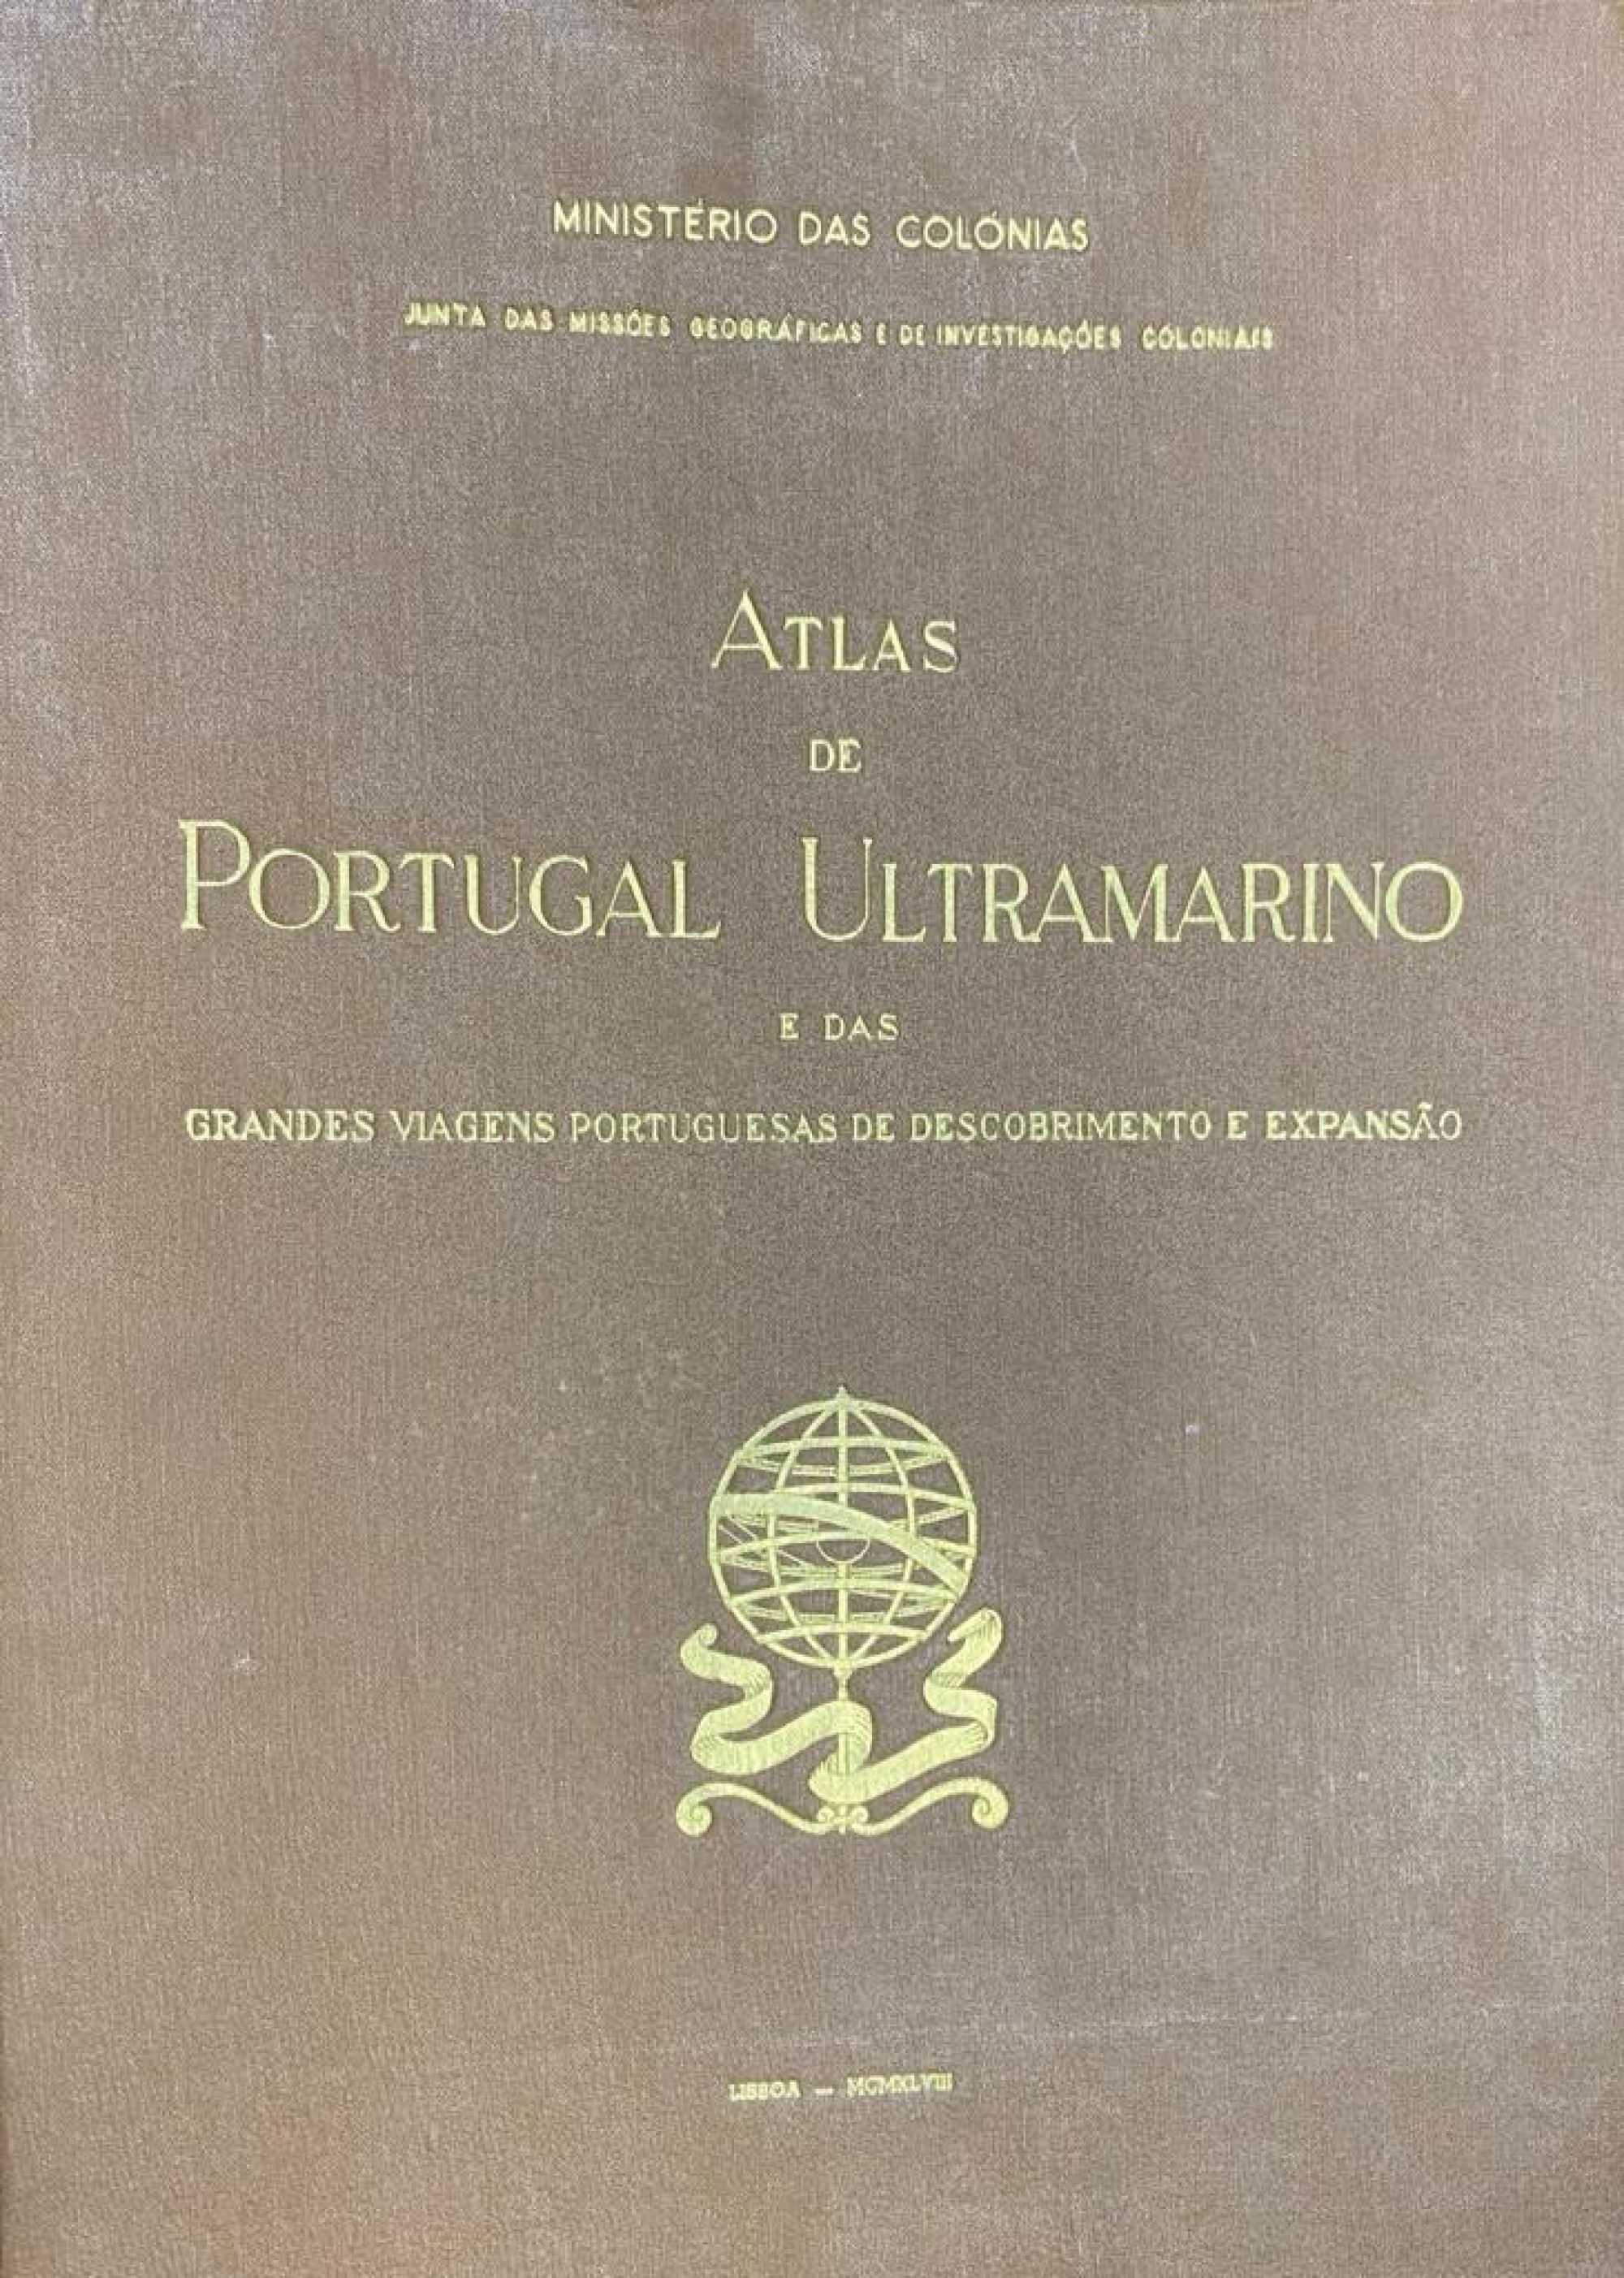 MINISTÉRIO DAS COLÓNIAS
JUNTA DAS MISSÕES GEOGRÁFICAS E DE INVESTIGAÇÕES COLONIAIS
ATLAS
DE
PORTUGAL ULTRAMARINO
E DAS
GRANDES VIAGENS PORTUGUESAS DE DESCOBRIMENTO E EXPANSÃO
LISBOA — MCMXLVIII